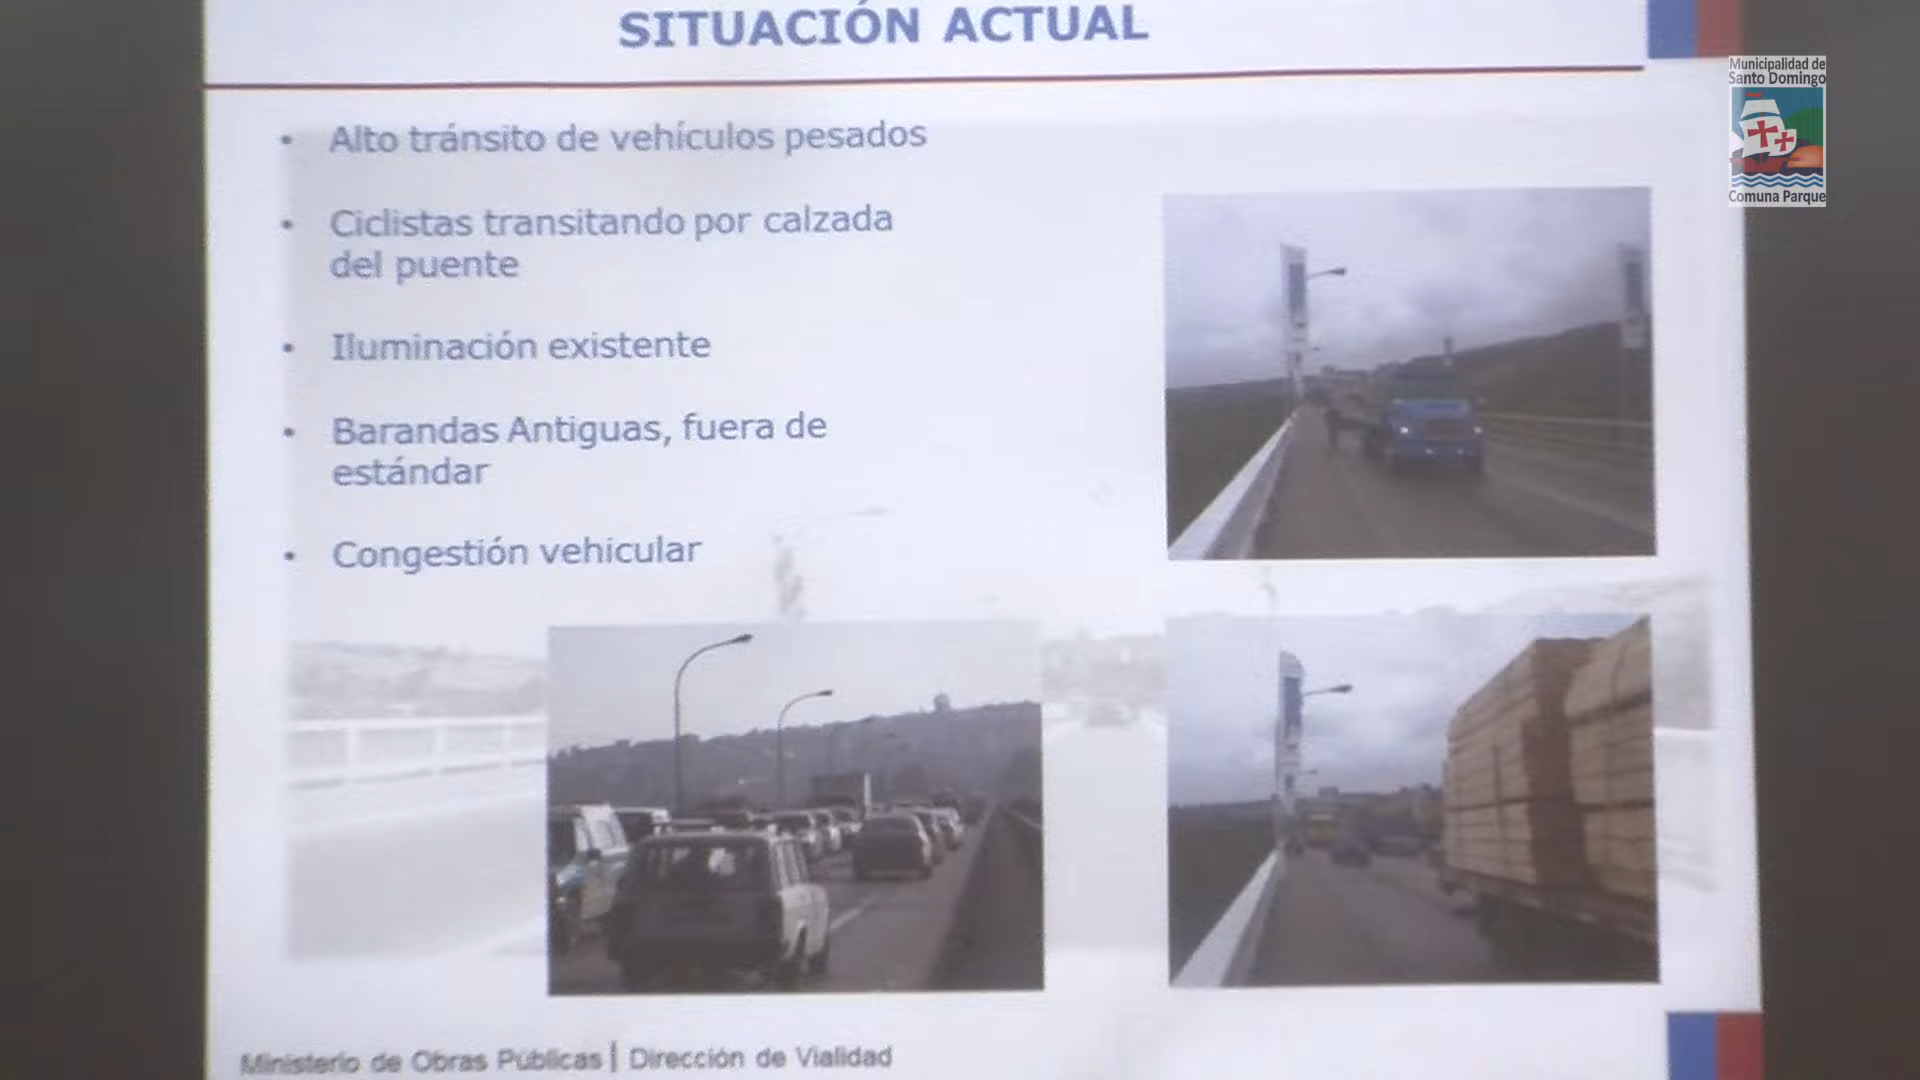 SITUACIÓN ACTUAL
Municipalidad de
Santo Domingo
Comuna Parque
• Alto tránsito de vehículos pesados
• Ciclistas transitando por calzada
del puente
• Iluminación existente
• Barandas Antiguas, fuera de
estándar
• Congestión vehicular
Ministerio de Obras Públicas | Dirección de Vialidad